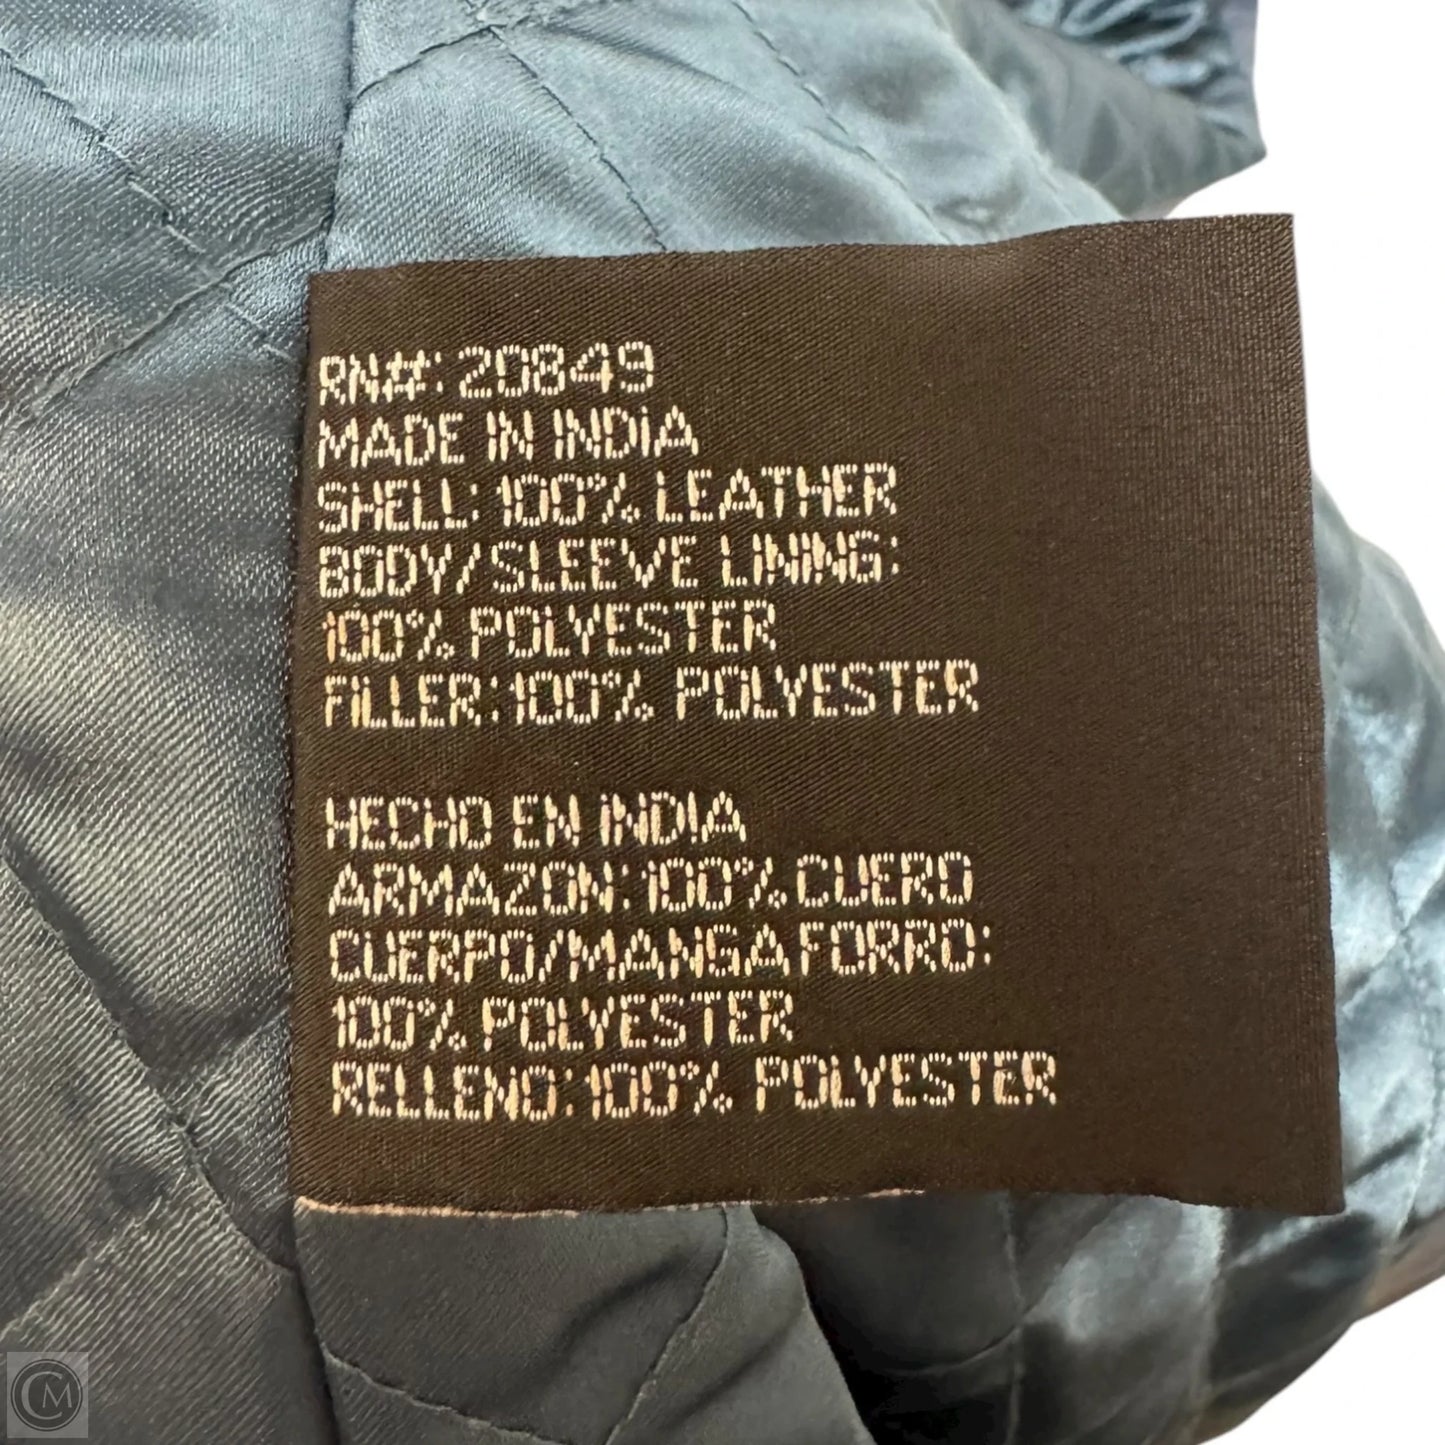 RN#: 20849
MADE IN INDIA
SHELL: 100% LEATHER
BODY/SLEEVE LINING:
100% POLYESTER
FILLER: 100% POLYESTER
HECHO EN INDIA
ARMAZON: 100% CUERO
CUERPO/MANGA FORRO:
100% POLYESTER
RELLENO: 100% POLYESTER
CM